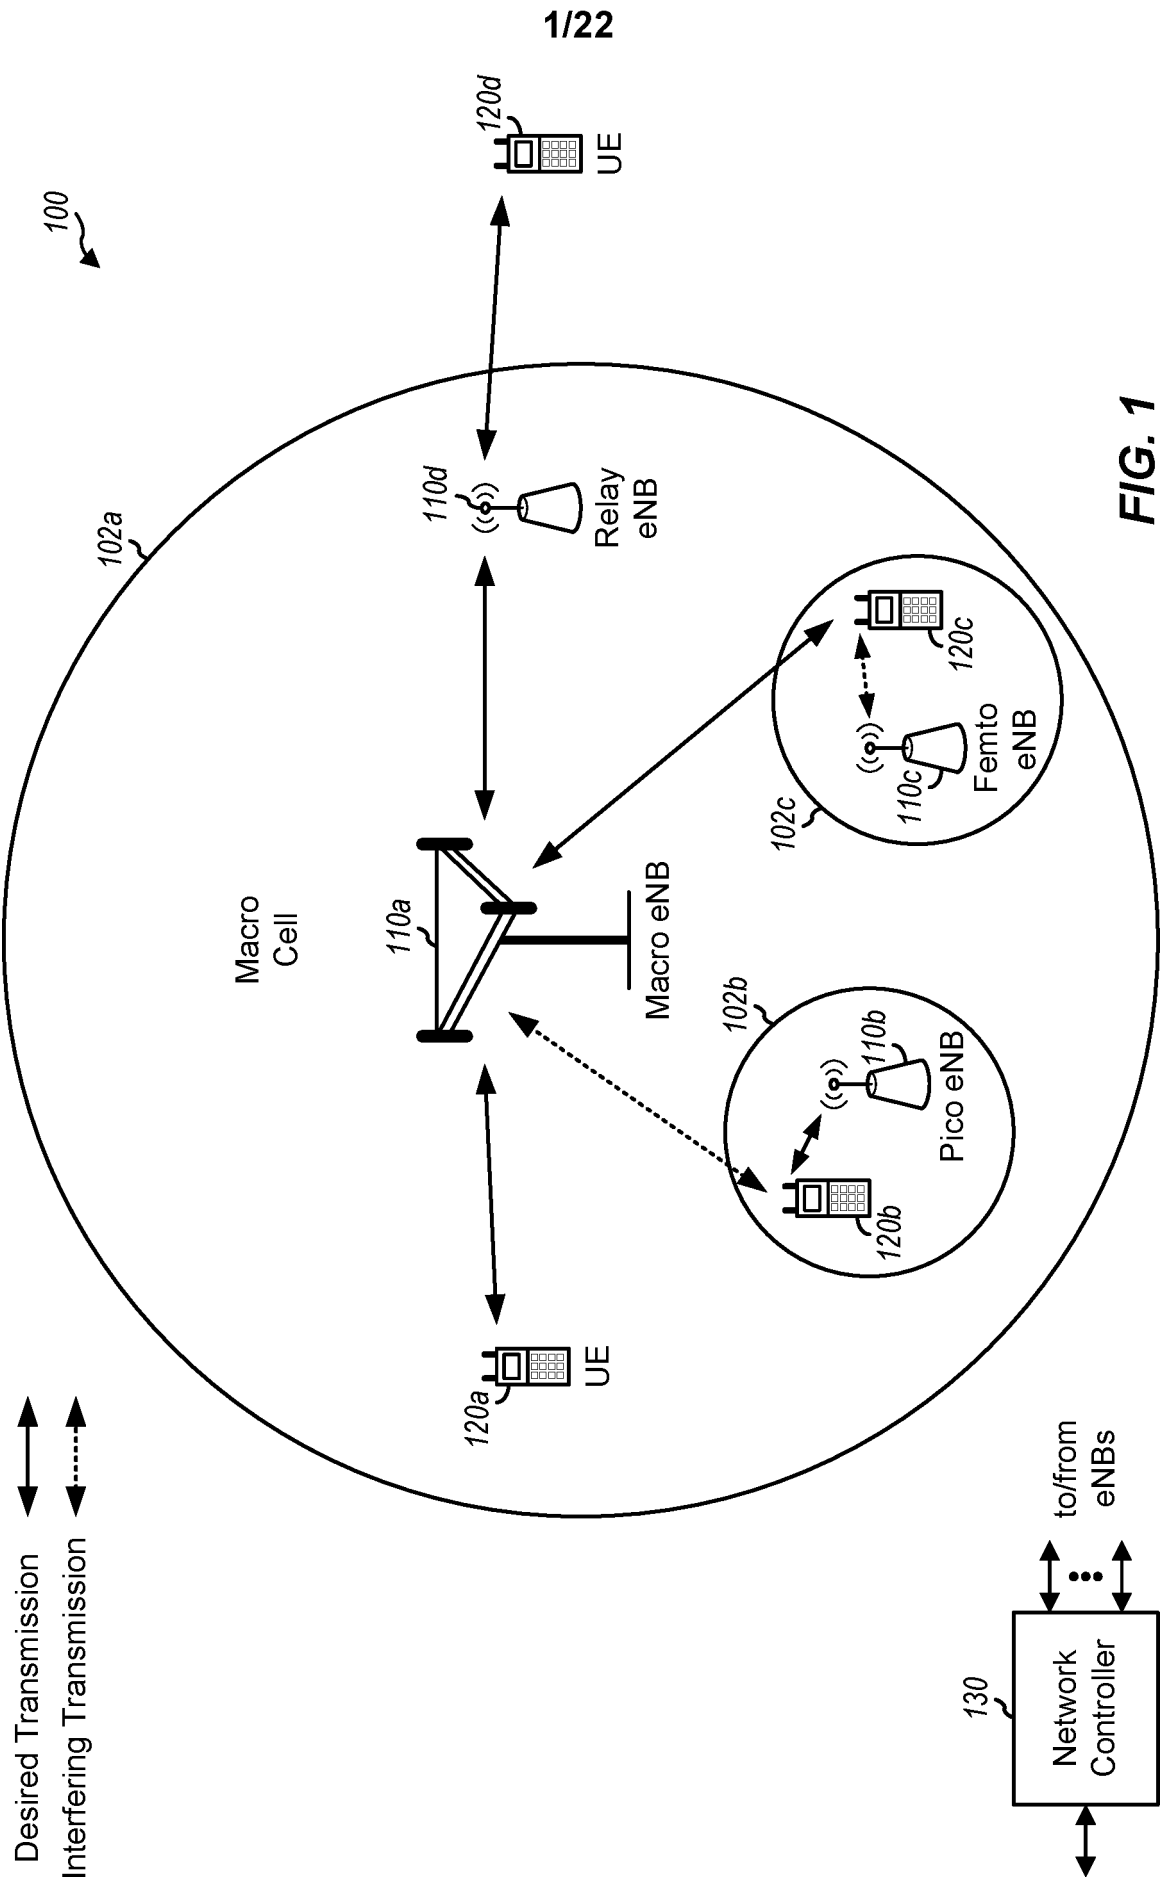 1/22
Desired Transmission
Interfering Transmission
100
102a
Macro
Cell
110a
Macro eNB
120a
UE
110d
Relay
eNB
120d
UE
102b
110b
Pico eNB
120b
102c
110c
Femto
eNB
120c
130
Network
Controller
to/from
eNBs
FIG. 1